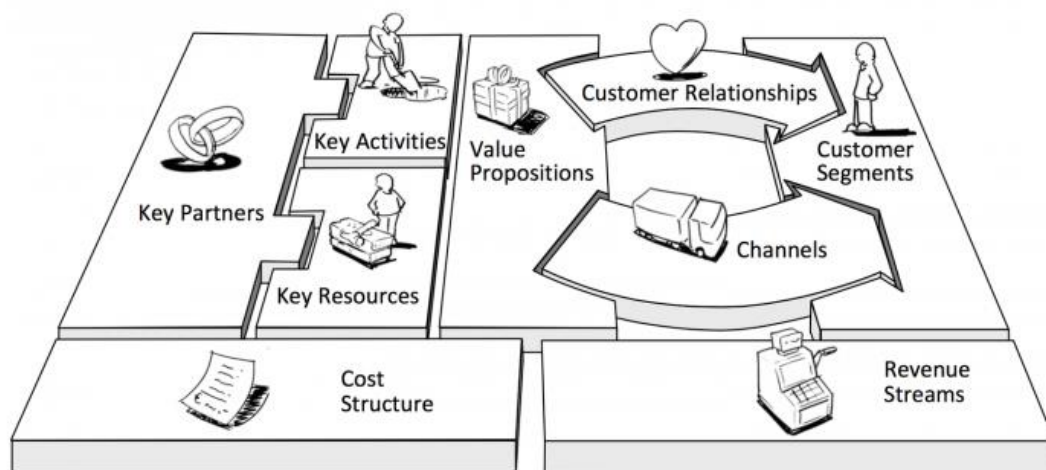 Key Partners
Key Activities
Key Resources
Value
Propositions
Customer Relationships
Channels
Customer
Segments
Cost
Structure
Revenue
Streams